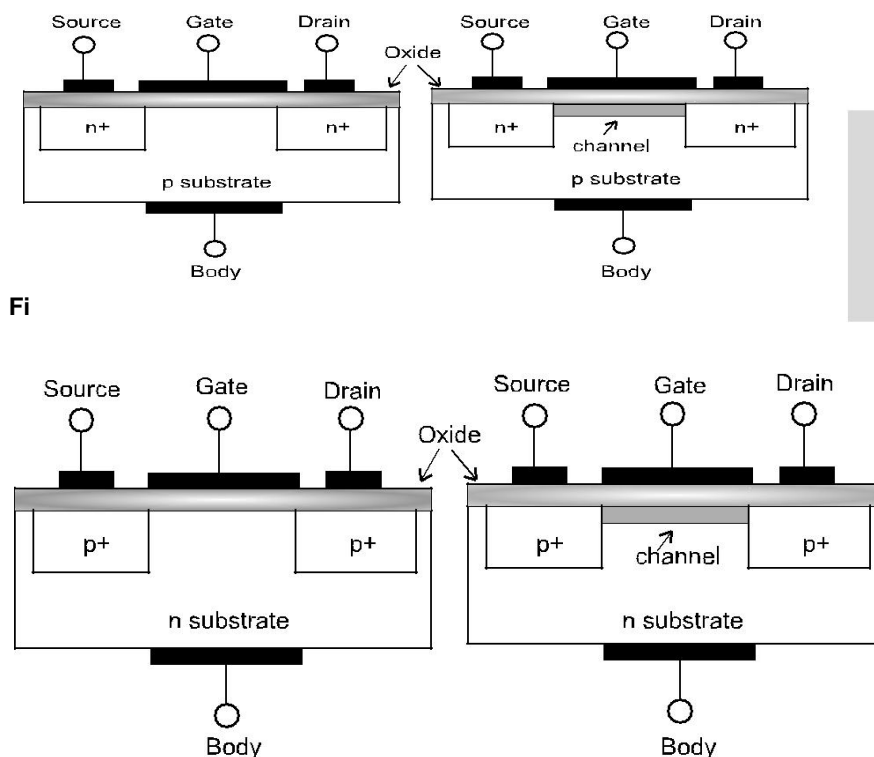 Source Gate Drain Source Gate Drain
Oxide
n+ n+ n+ n+
channel
p substrate p substrate
Body Body
Fi
Source Gate Drain Source Gate Drain
Oxide
p+ p+ p+ p+
channel
n substrate n substrate
Body Body